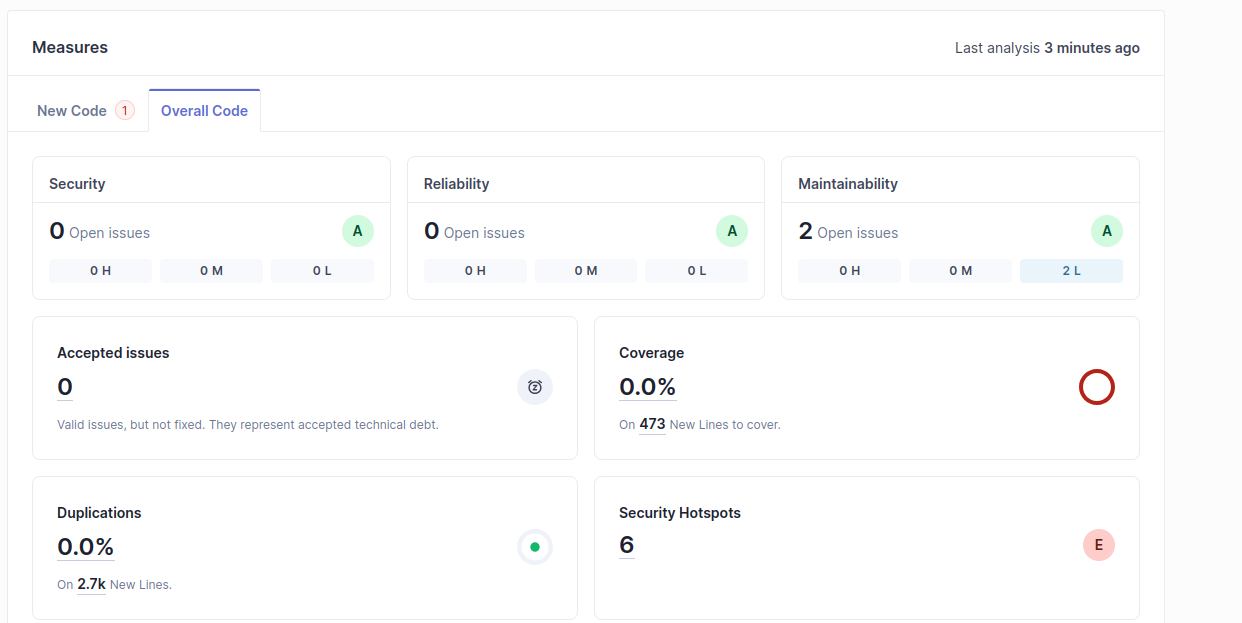 Measures
Last analysis 3 minutes ago
New Code 1
Overall Code
Security
0 Open issues
A
0 H
0 M
0 L
Reliability
0 Open issues
A
0 H
0 M
0 L
Maintainability
2 Open issues
A
0 H
0 M
2 L
Accepted issues
0
Valid issues, but not fixed. They represent accepted technical debt.
Coverage
0.0%
On 473 New Lines to cover.
Duplications
0.0%
On 2.7k New Lines.
Security Hotspots
6
E